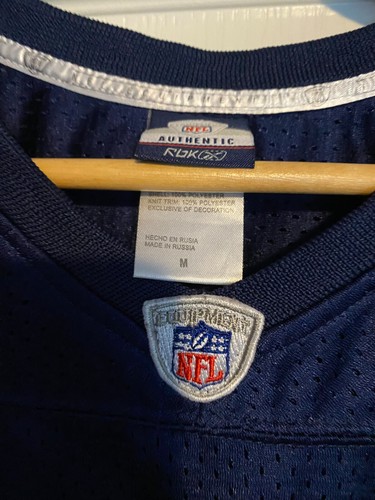 NFL
AUTHENTIC
RBK
SHELL: 100% POLYESTER
KNIT TRIM: 100% POLYESTER
EXCLUSIVE OF DECORATION
HECHO EN RUSIA
MADE IN RUSSIA
M
EQUIPMENT
NFL